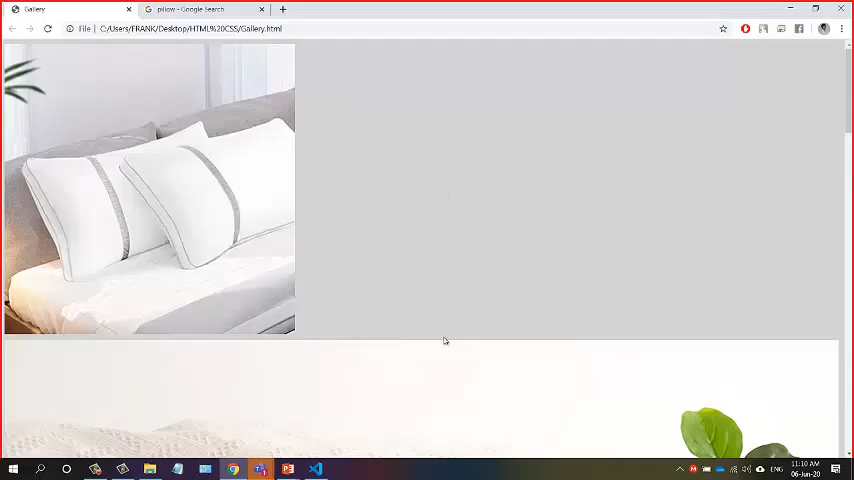 Gallery
pillow - Google Search
File
C:/Users/FRANK/Desktop/HTML%20CSS/Gallery.html
ENG
11:10 AM
06-Jun-20